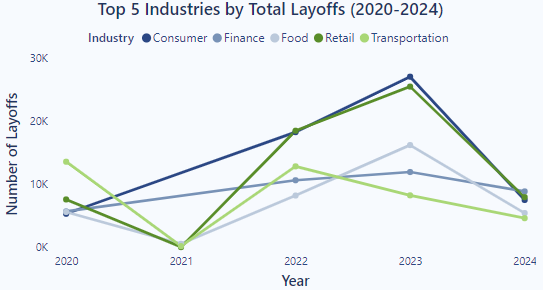 Top 5 Industries by Total Layoffs (2020-2024)
Industry Consumer Finance Food Retail Transportation
30K
20K
10K
0K
Number of Layoffs
2020 2021 2022 2023 2024
Year